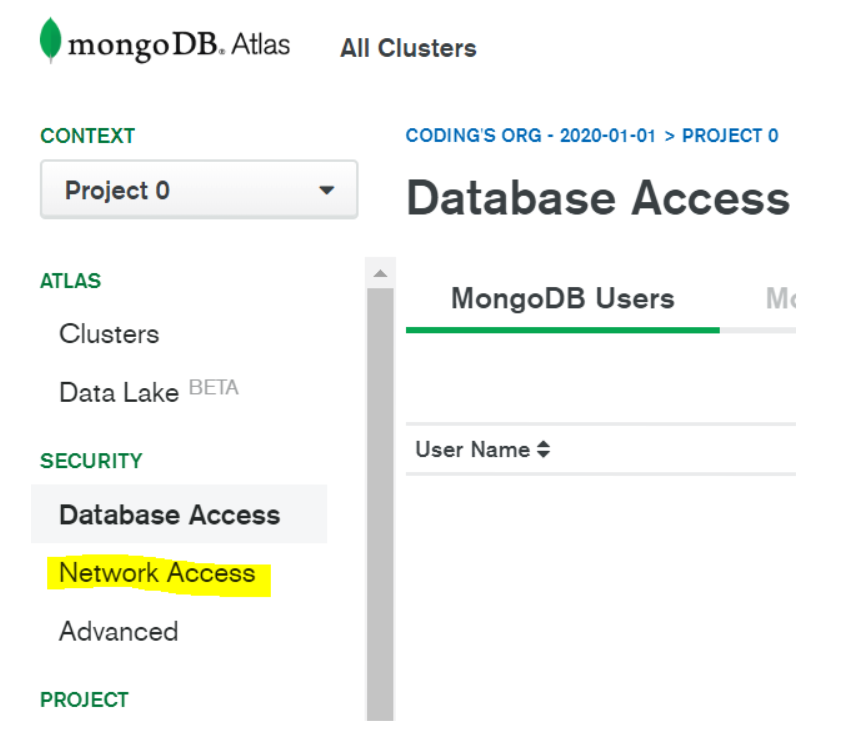 mongoDB. Atlas
All Clusters
CONTEXT
Project 0
CODING'S ORG - 2020-01-01 > PROJECT 0
Database Access
ATLAS
Clusters
Data Lake BETA
SECURITY
Database Access
Network Access
Advanced
PROJECT
MongoDB Users
User Name